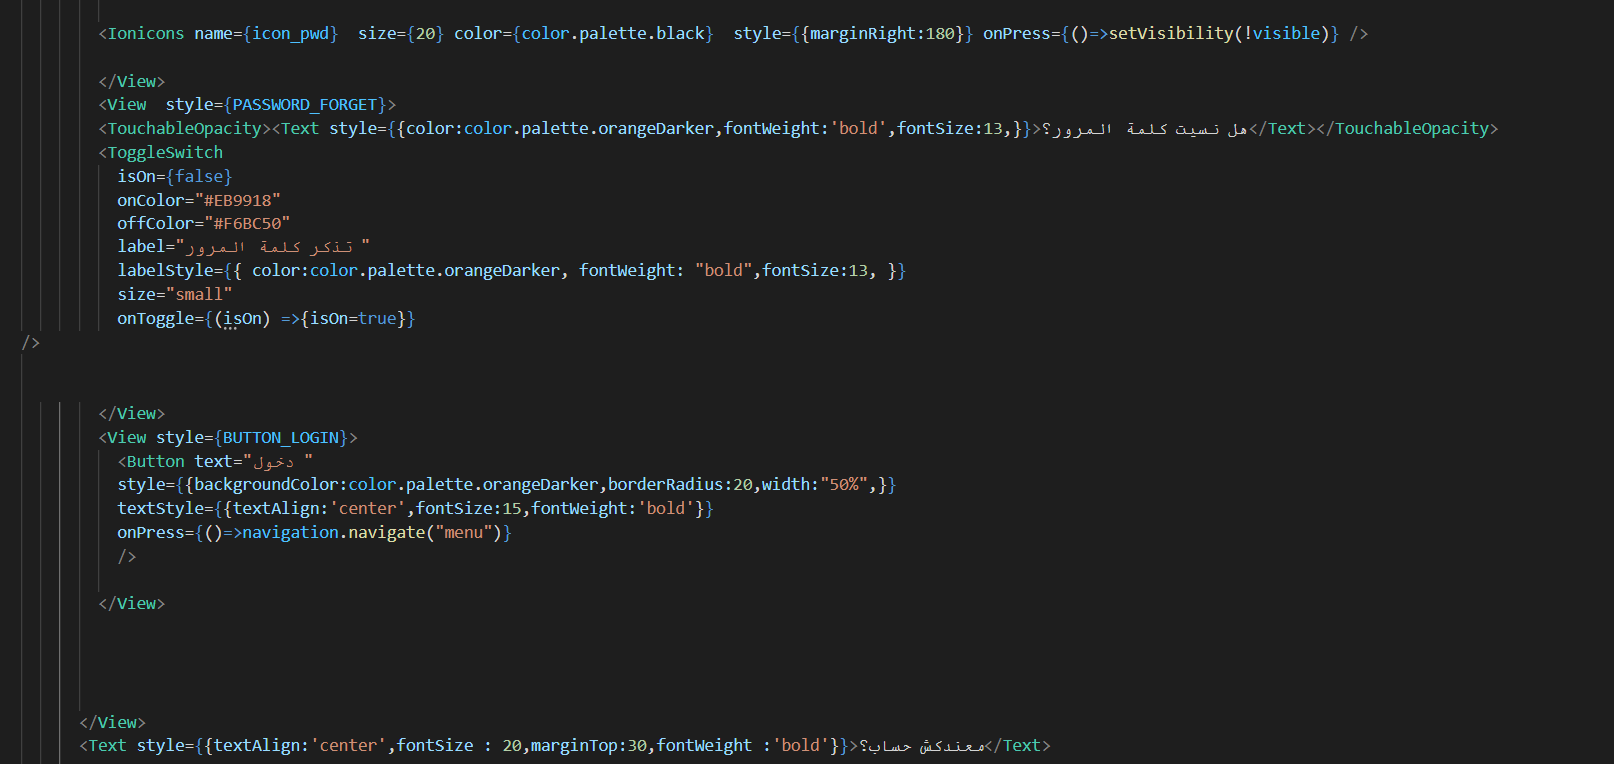 <Ionicons name={icon_pwd}  size={20} color={color.palette.black}  style={{marginRight:180}} onPress={()=>setVisibility(!visible)} />
</View>
<View  style={PASSWORD_FORGET}>
<TouchableOpacity><Text style={{color:color.palette.orangeDarker,fontWeight:'bold',fontSize:13,}}>هل نسيت كلمة المرور؟</Text></TouchableOpacity>
<ToggleSwitch
isOn={false}
onColor="#EB9918"
offColor="#F6BC50"
label="تذكر كلمة المرور "
labelStyle={{ color:color.palette.orangeDarker, fontWeight: "bold",fontSize:13, }}
size="small"
onToggle={(isOn) =>{isOn=true}}
/>
</View>
<View style={BUTTON_LOGIN}>
<Button text="دخول "
style={{backgroundColor:color.palette.orangeDarker,borderRadius:20,width:"50%",}}
textStyle={{textAlign:'center',fontSize:15,fontWeight:'bold'}}
onPress={()=>navigation.navigate("menu")}
/>
</View>
</View>
<Text style={{textAlign:'center',fontSize : 20,marginTop:30,fontWeight :'bold'}}>معندكش حساب؟</Text>